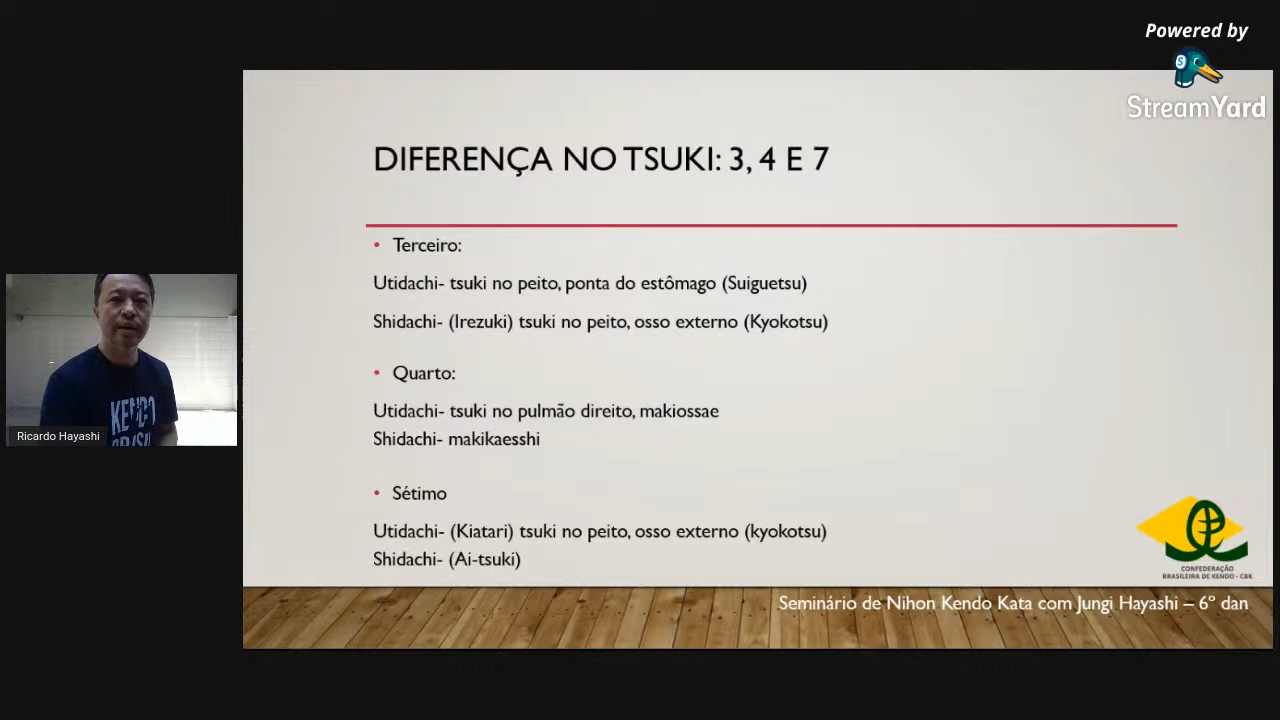 Powered by
StreamYard
DIFERENÇA NO TSUKI: 3, 4 E 7
• Terceiro:
Utidachi- tsuki no peito, ponta do estômago (Suiguetsu)
Shidachi- (Irezuki) tsuki no peito, osso externo (Kyokotsu)
• Quarto:
Utidachi- tsuki no pulmão direito, makiossae
Shidachi- makikaesshi
• Sétimo
Utidachi- (Kiatari) tsuki no peito, osso externo (kyokotsu)
Shidachi- (Ai-tsuki)
KENDO
BRASIL
Ricardo Hayashi
CONFEDERAÇÃO
BRASILEIRA DE KENDO - CBK
Seminário de Nihon Kendo Kata com Jungi Hayashi – 6º dan